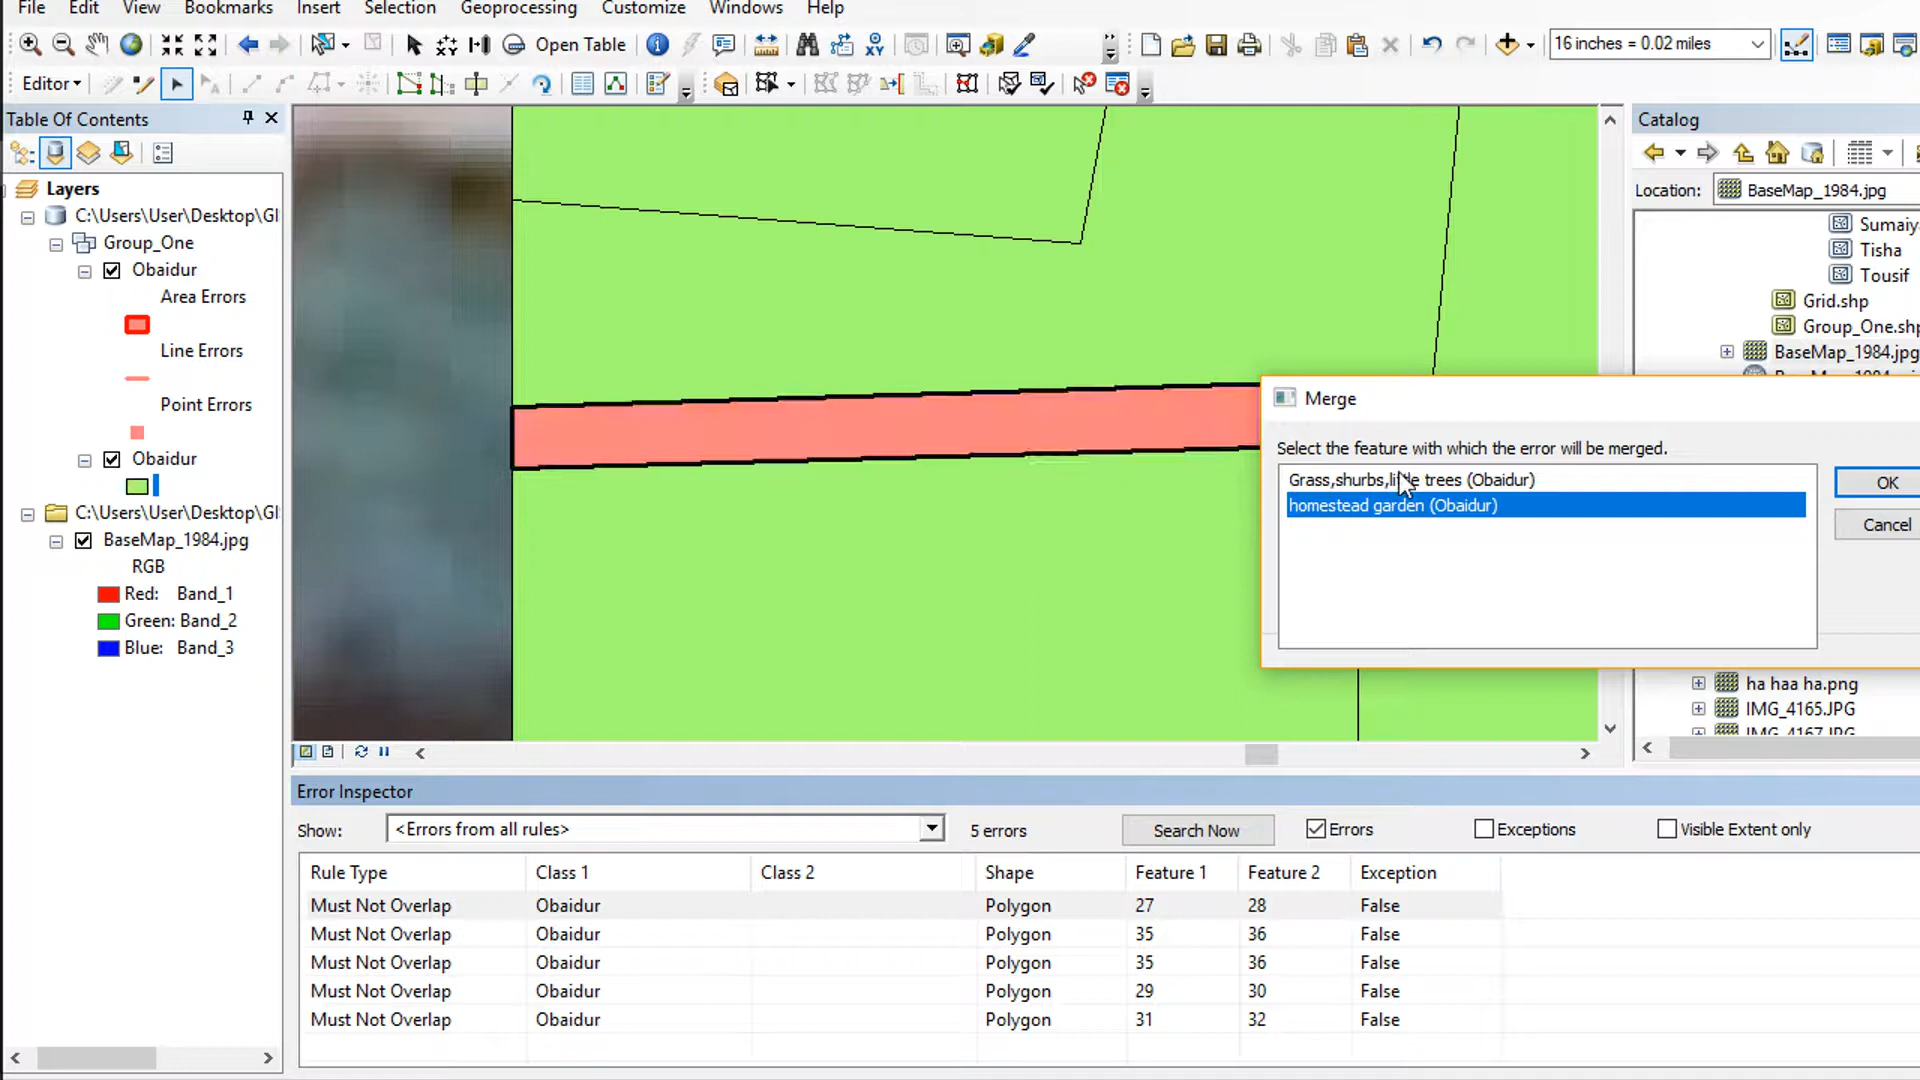 File Edit View Bookmarks Insert Selection Geoprocessing Customize Windows Help
Open Table
16 inches = 0.02 miles
Editor
Table Of Contents
Layers
C:\Users\User\Desktop\GI
Group_One
Obaidur
Area Errors
Line Errors
Point Errors
Obaidur
C:\Users\User\Desktop\GI
BaseMap_1984.jpg
RGB
Red: Band_1
Green: Band_2
Blue: Band_3
Catalog
Location: BaseMap_1984.jpg
Sumaiy
Tisha
Tousif
Grid.shp
Group_One.shp
BaseMap_1984.jpg
Merge
Select the feature with which the error will be merged.
Grass,shurbs,little trees (Obaidur)
homestead garden (Obaidur)
OK
Cancel
ha haa ha.png
IMG_4165.JPG
IMG_4167.JPG
Error Inspector
Show: <Errors from all rules> 5 errors Search Now Errors Exceptions Visible Extent only
Rule Type Class 1 Class 2 Shape Feature 1 Feature 2 Exception
Must Not Overlap Obaidur Polygon 27 28 False
Must Not Overlap Obaidur Polygon 35 36 False
Must Not Overlap Obaidur Polygon 35 36 False
Must Not Overlap Obaidur Polygon 29 30 False
Must Not Overlap Obaidur Polygon 31 32 False